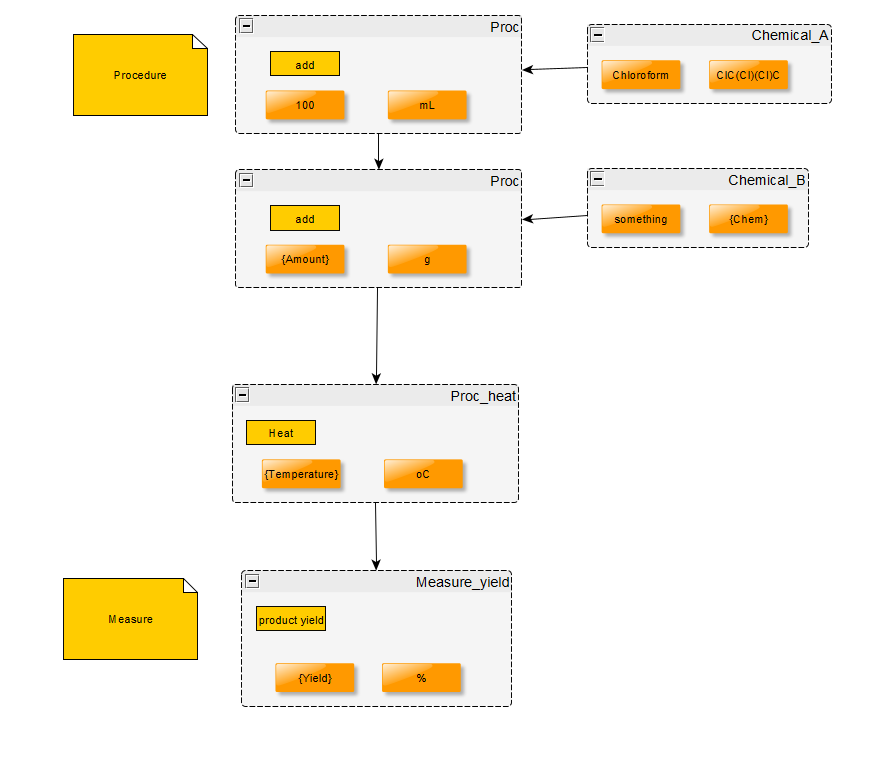 Proc
Chemical_A
Procedure
add
Chloroform
ClC(Cl)(Cl)C
100
mL
Proc
Chemical_B
add
something
{Chem}
{Amount}
g
Proc_heat
Heat
{Temperature}
oC
Measure_yield
Measure
product yield
{Yield}
%